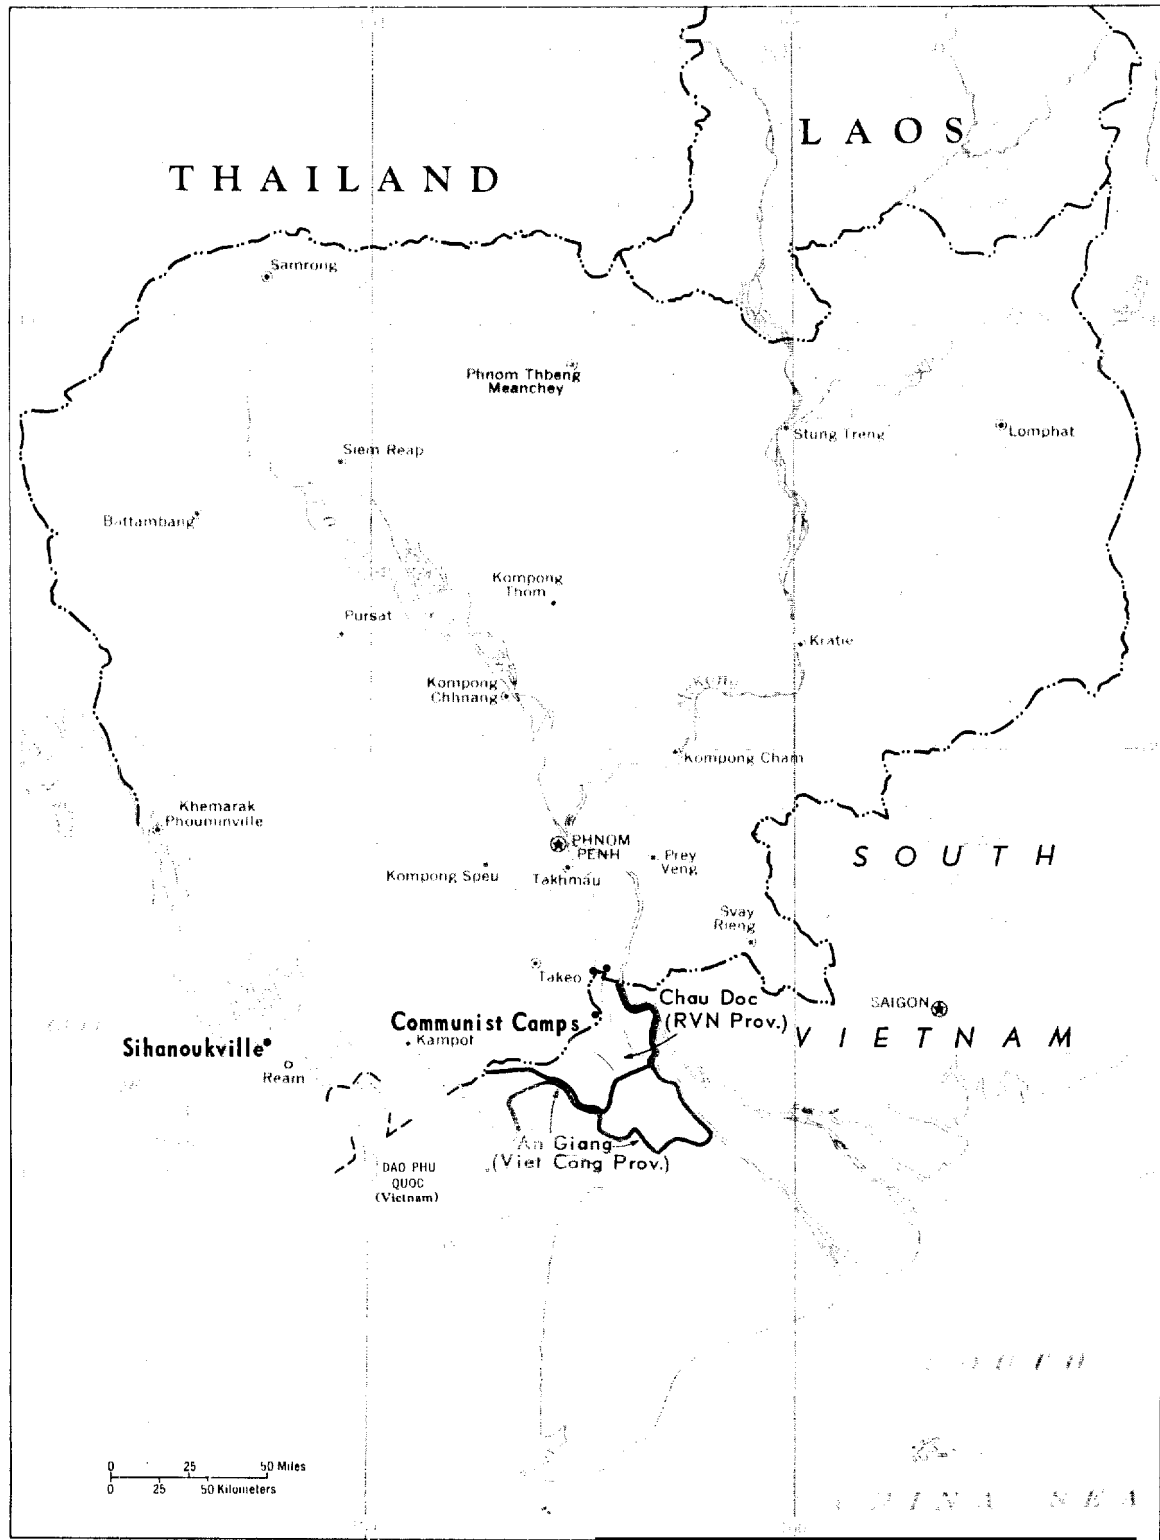 LAOS
THAILAND
Samrong
Phnom Thbeng
Meanchey
Stung Treng
Lomphat
Siem Reap
Battambang
Kompong
Thom
Pursat
Kratie
Kompong
Chhnang
Kompong Cham
Khemarak
Phouminville
PHNOM
PENH
SOUTH
Prey
Veng
Kompong Speu
Takhmau
Svay
Rieng
Takeo
Chau Doc
(RVN Prov.)
SAIGON
Communist Camps
VIETNAM
Sihanoukville
Kampot
Ream
An Giang
(Viet Cong Prov.)
DAO PHU
QUOC
(Vietnam)
SOUTH
0 25 50 Miles
0 25 50 Kilometers
CHINA SEA